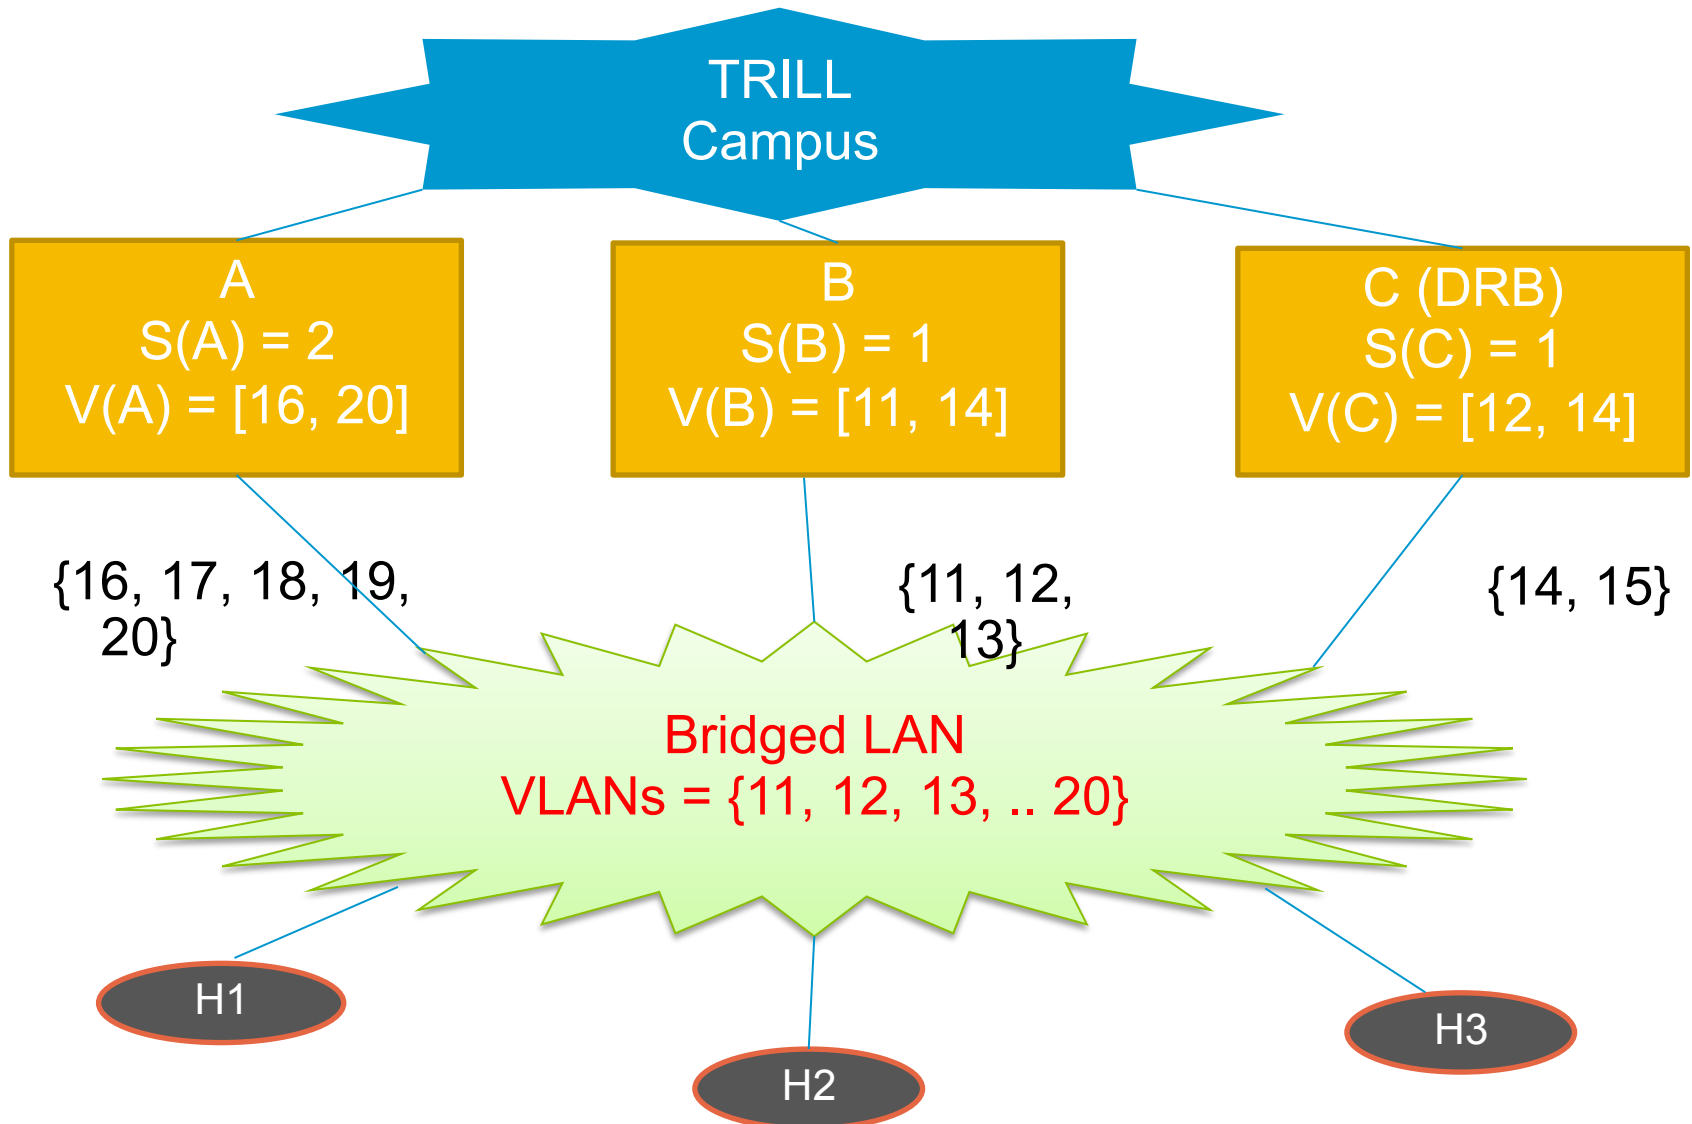 TRILL
Campus
A
S(A) = 2
V(A) = [16, 20]
B
S(B) = 1
V(B) = [11, 14]
C (DRB)
S(C) = 1
V(C) = [12, 14]
{16, 17, 18, 19,
20}
{11, 12,
13}
{14, 15}
Bridged LAN
VLANs = {11, 12, 13, .. 20}
H1
H2
H3